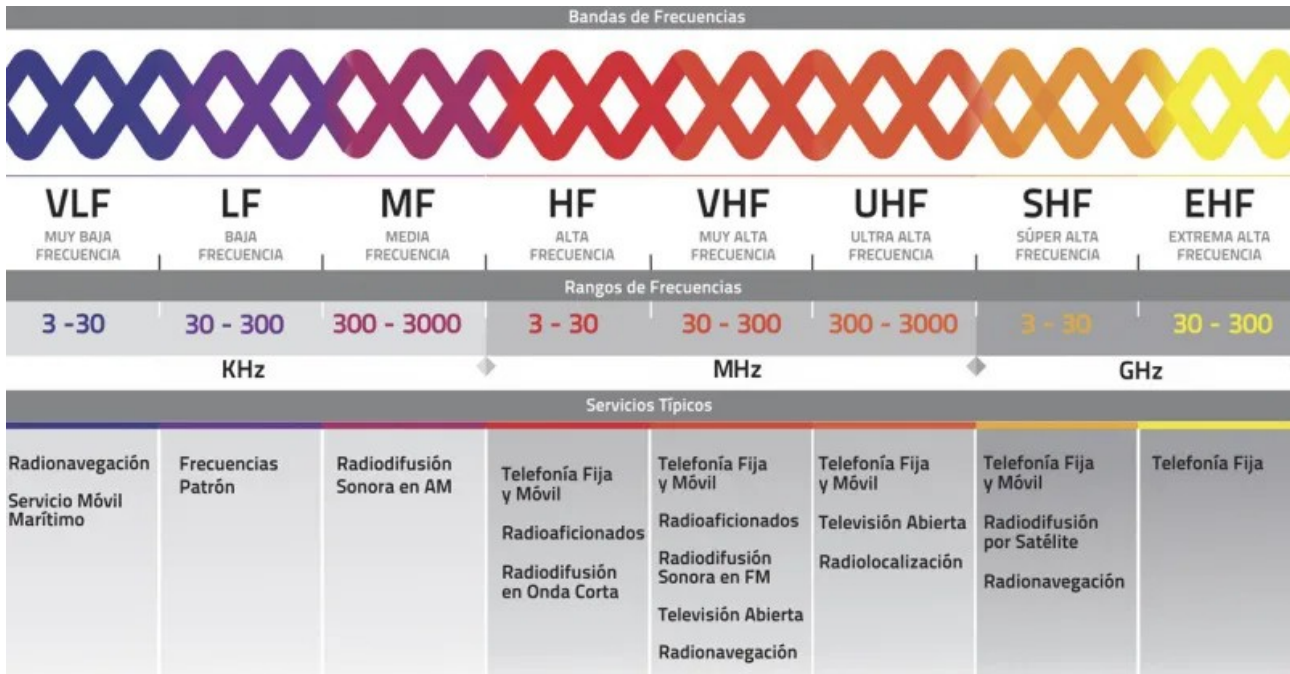 Bandas de Frecuencias
VLF
MUY BAJA
FRECUENCIA
LF
BAJA
FRECUENCIA
MF
MEDIA
FRECUENCIA
HF
ALTA
FRECUENCIA
VHF
MUY ALTA
FRECUENCIA
UHF
ULTRA ALTA
FRECUENCIA
SHF
SÚPER ALTA
FRECUENCIA
EHF
EXTREMA ALTA
FRECUENCIA
Rangos de Frecuencias
3 -30
30 - 300
300 - 3000
3 - 30
30 - 300
300 - 3000
3 - 30
30 - 300
KHz
MHz
GHz
Servicios Típicos
Radionavegación
Servicio Móvil
Marítimo
Frecuencias
Patrón
Radiodifusión
Sonora en AM
Telefonía Fija
y Móvil
Radioaficionados
Radiodifusión
en Onda Corta
Telefonía Fija
y Móvil
Radioaficionados
Radiodifusión
Sonora en FM
Televisión Abierta
Radionavegación
Telefonía Fija
y Móvil
Televisión Abierta
Radiolocalización
Telefonía Fija
y Móvil
Radiodifusión
por Satélite
Radionavegación
Telefonía Fija